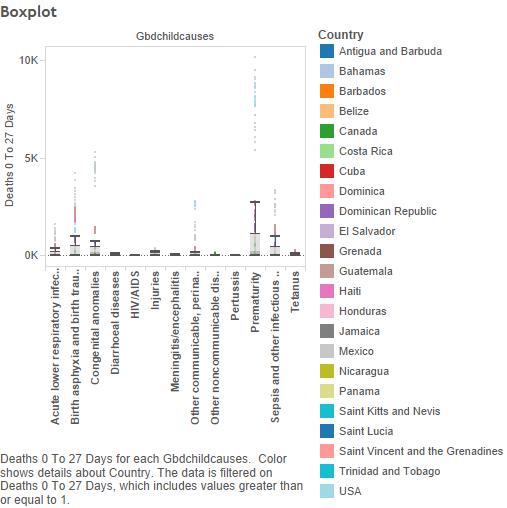 Boxplot
Gbdchildcauses
Deaths 0 To 27 Days
10K
5K
0K
Acute lower respiratory infec..
Birth asphyxia and birth trau..
Congenital anomalies
Diarrhoeal diseases
HIV/AIDS
Injuries
Meningitis/encephalitis
Other communicable, perina..
Other noncommunicable dis..
Pertussis
Prematurity
Sepsis and other infectious ..
Tetanus
Country
Antigua and Barbuda
Bahamas
Barbados
Belize
Canada
Costa Rica
Cuba
Dominica
Dominican Republic
El Salvador
Grenada
Guatemala
Haiti
Honduras
Jamaica
Mexico
Nicaragua
Panama
Saint Kitts and Nevis
Saint Lucia
Saint Vincent and the Grenadines
Trinidad and Tobago
USA
Deaths 0 To 27 Days for each Gbdchildcauses.  Color
shows details about Country. The data is filtered on
Deaths 0 To 27 Days, which includes values greater than
or equal to 1.